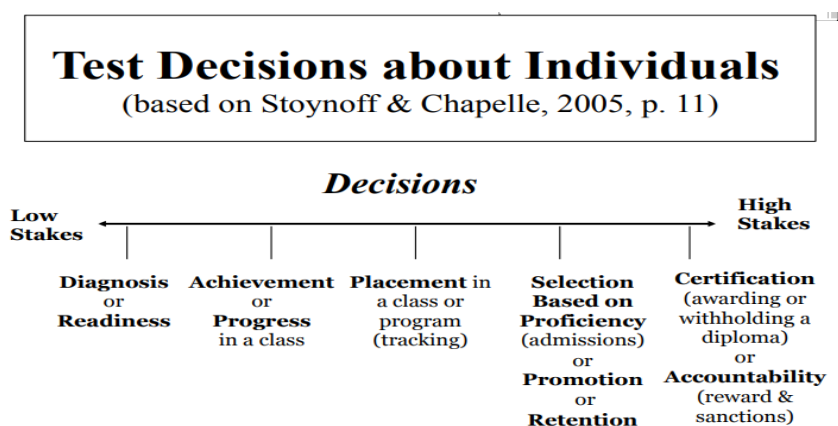 Test Decisions about Individuals
(based on Stoynoff & Chapelle, 2005, p. 11)
Decisions
Low
Stakes
High
Stakes
Diagnosis
or
Readiness
Achievement
or
Progress
in a class
Placement in
a class or
program
(tracking)
Selection
Based on
Proficiency
(admissions)
or
Promotion
or
Retention
Certification
(awarding or
withholding a
diploma)
or
Accountability
(reward &
sanctions)